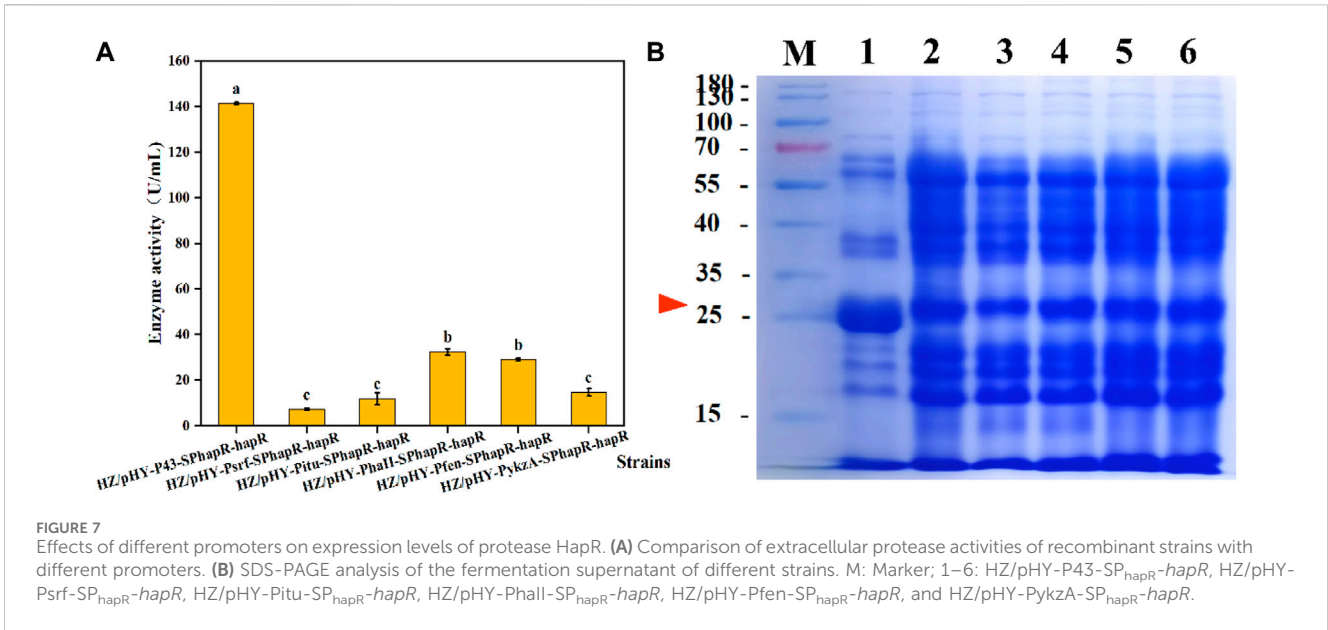 A
Enzyme activity (U/mL)
160
140
120
100
80
60
40
20
0
a
c
c
b
b
c
HZ/pHY-P43-SPhapR-hapR
HZ/pHY-Psrf-SPhapR-hapR
HZ/pHY-Pitu-SPhapR-hapR
HZ/pHY-PhaII-SPhapR-hapR
HZ/pHY-Pfen-SPhapR-hapR
HZ/pHY-PykzA-SPhapR-hapR
Strains
B
M 1 2 3 4 5 6
180 -
130 -
100 -
70 -
55 -
40 -
35 -
25 -
15 -
FIGURE 7
Effects of different promoters on expression levels of protease HapR. (A) Comparison of extracellular protease activities of recombinant strains with
different promoters. (B) SDS-PAGE analysis of the fermentation supernatant of different strains. M: Marker; 1–6: HZ/pHY-P43-SPhapR-hapR, HZ/pHY-
Psrf-SPhapR-hapR, HZ/pHY-Pitu-SPhapR-hapR, HZ/pHY-PhaII-SPhapR-hapR, HZ/pHY-Pfen-SPhapR-hapR, and HZ/pHY-PykzA-SPhapR-hapR.